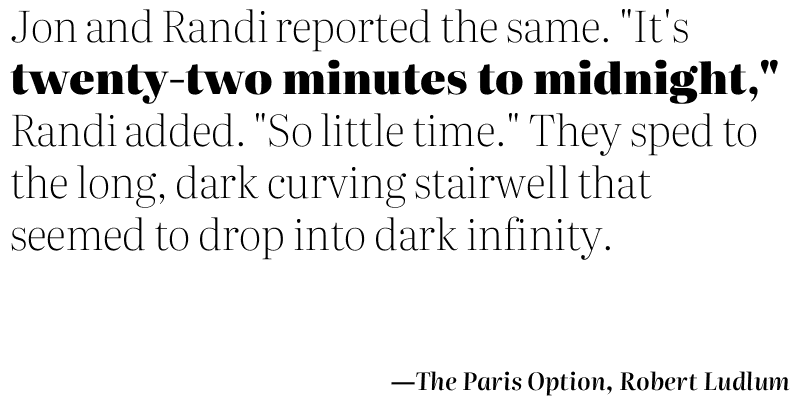 Jon and Randi reported the same. "It's
twenty-two minutes to midnight,"
Randi added. "So little time." They sped to
the long, dark curving stairwell that
seemed to drop into dark infinity.
—The Paris Option, Robert Ludlum